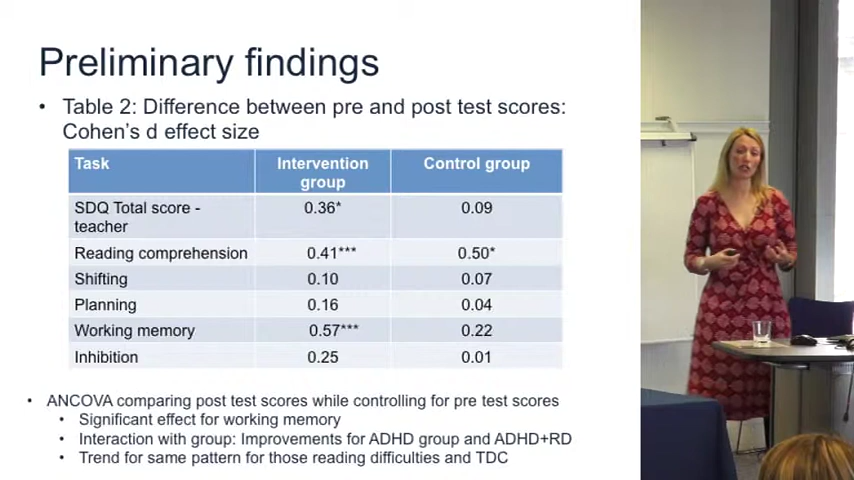 Preliminary findings
• Table 2: Difference between pre and post test scores:
Cohen's d effect size
Task Intervention group Control group
SDQ Total score - teacher 0.36* 0.09
Reading comprehension 0.41*** 0.50*
Shifting 0.10 0.07
Planning 0.16 0.04
Working memory 0.57*** 0.22
Inhibition 0.25 0.01
• ANCOVA comparing post test scores while controlling for pre test scores
• Significant effect for working memory
• Interaction with group: Improvements for ADHD group and ADHD+RD
• Trend for same pattern for those reading difficulties and TDC